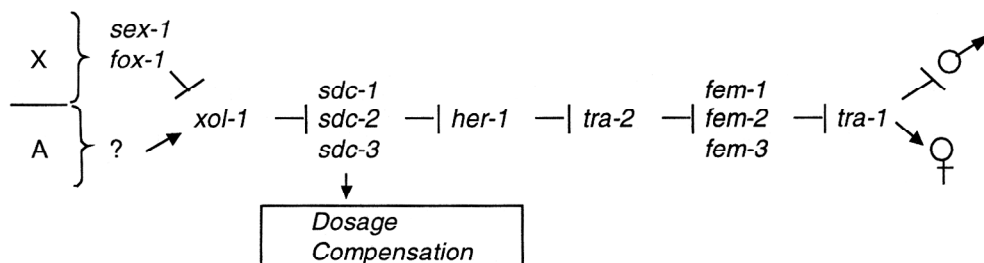 X
A
sex-1
fox-1
?
xol-1
sdc-1
sdc-2
sdc-3
her-1
tra-2
fem-1
fem-2
fem-3
tra-1
Dosage
Compensation